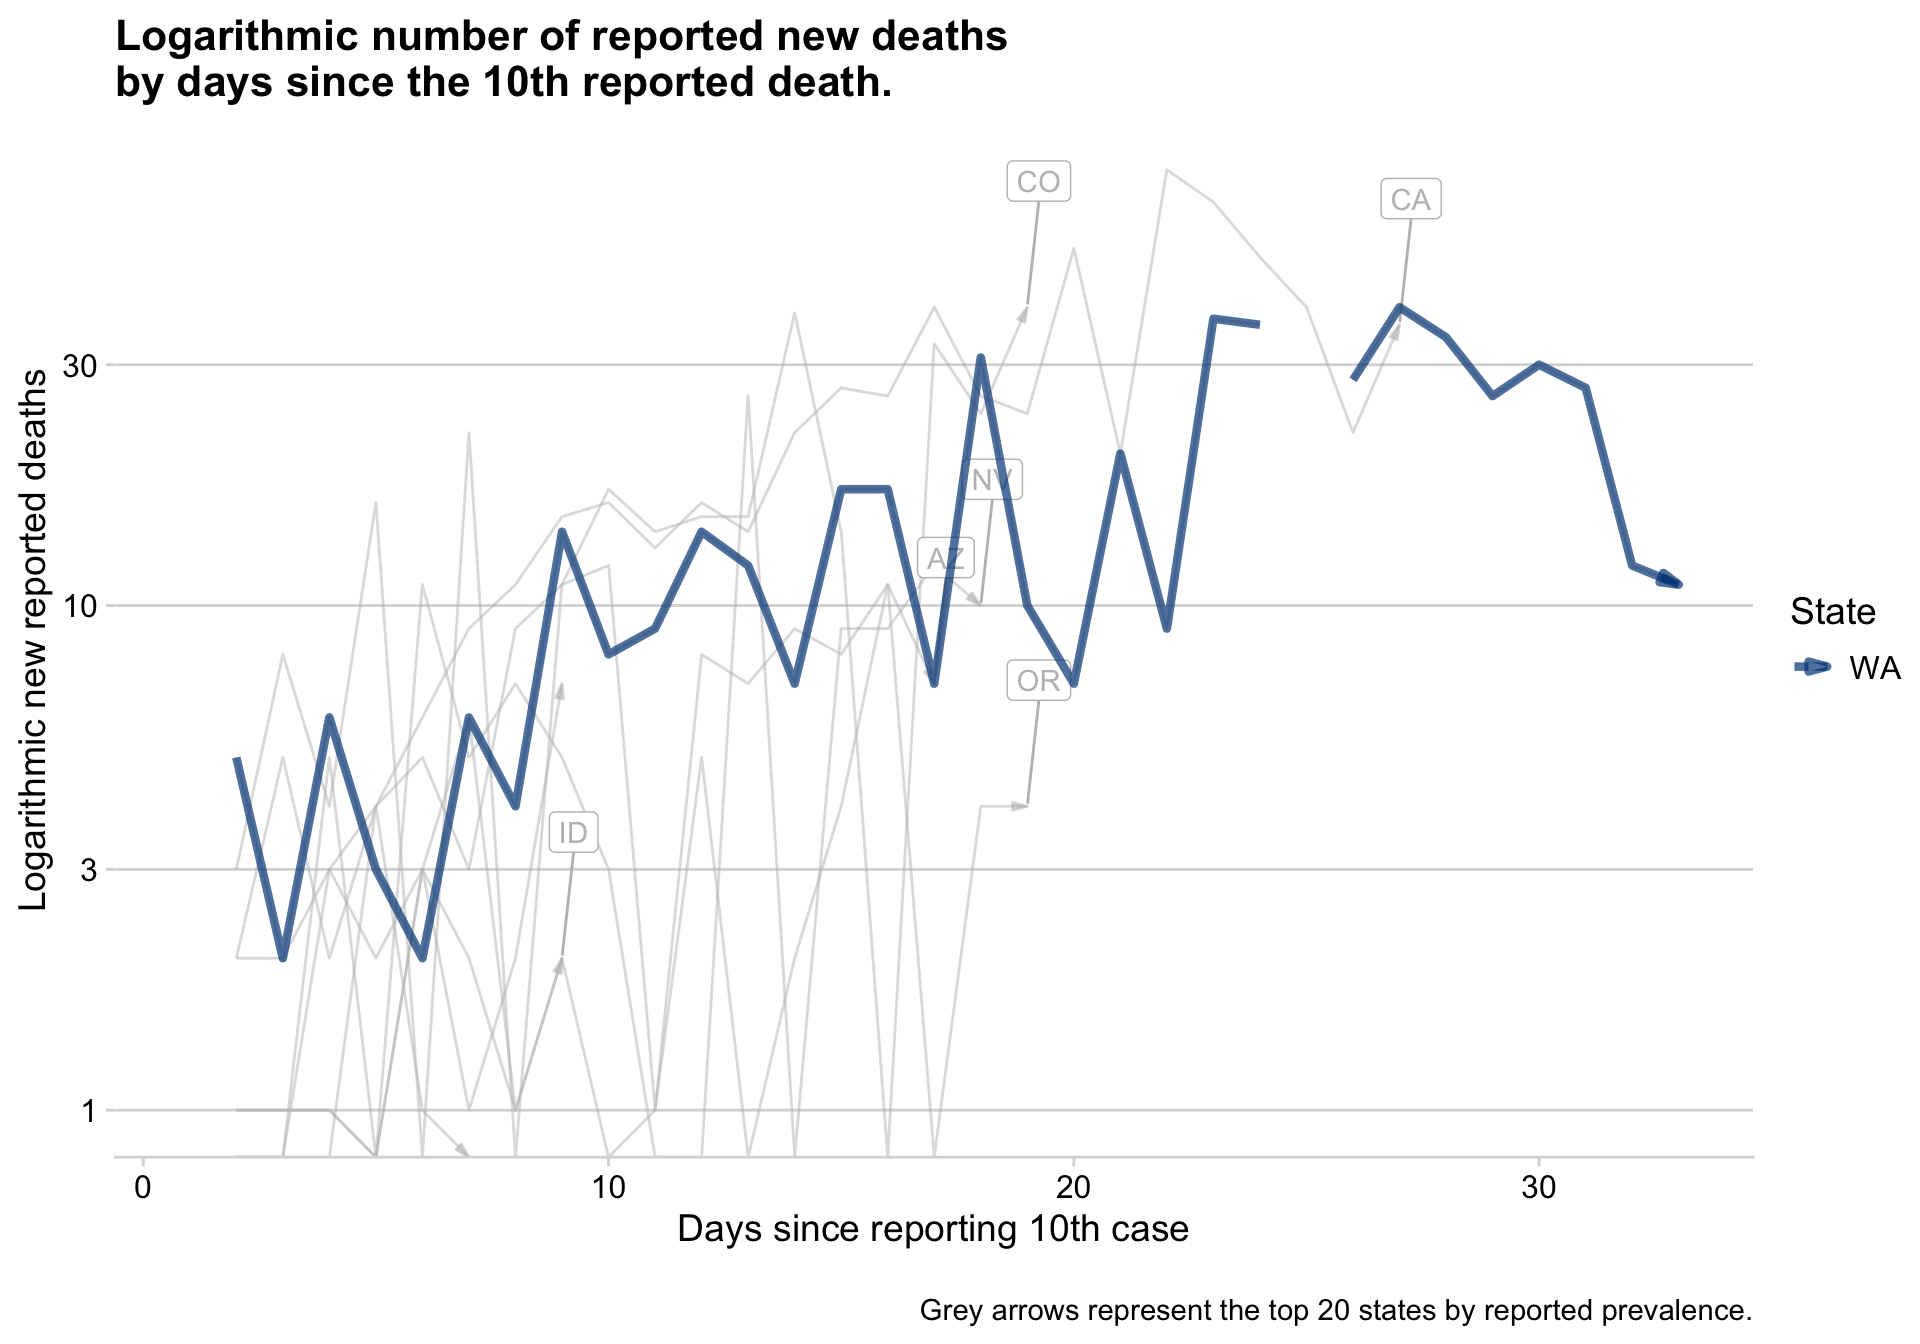 Logarithmic number of reported new deaths
by days since the 10th reported death.
CO
CA
30
NV
AZ
10
OR
ID
3
1
Logarithmic new reported deaths
State
WA
0 10 20 30
Days since reporting 10th case
Grey arrows represent the top 20 states by reported prevalence.